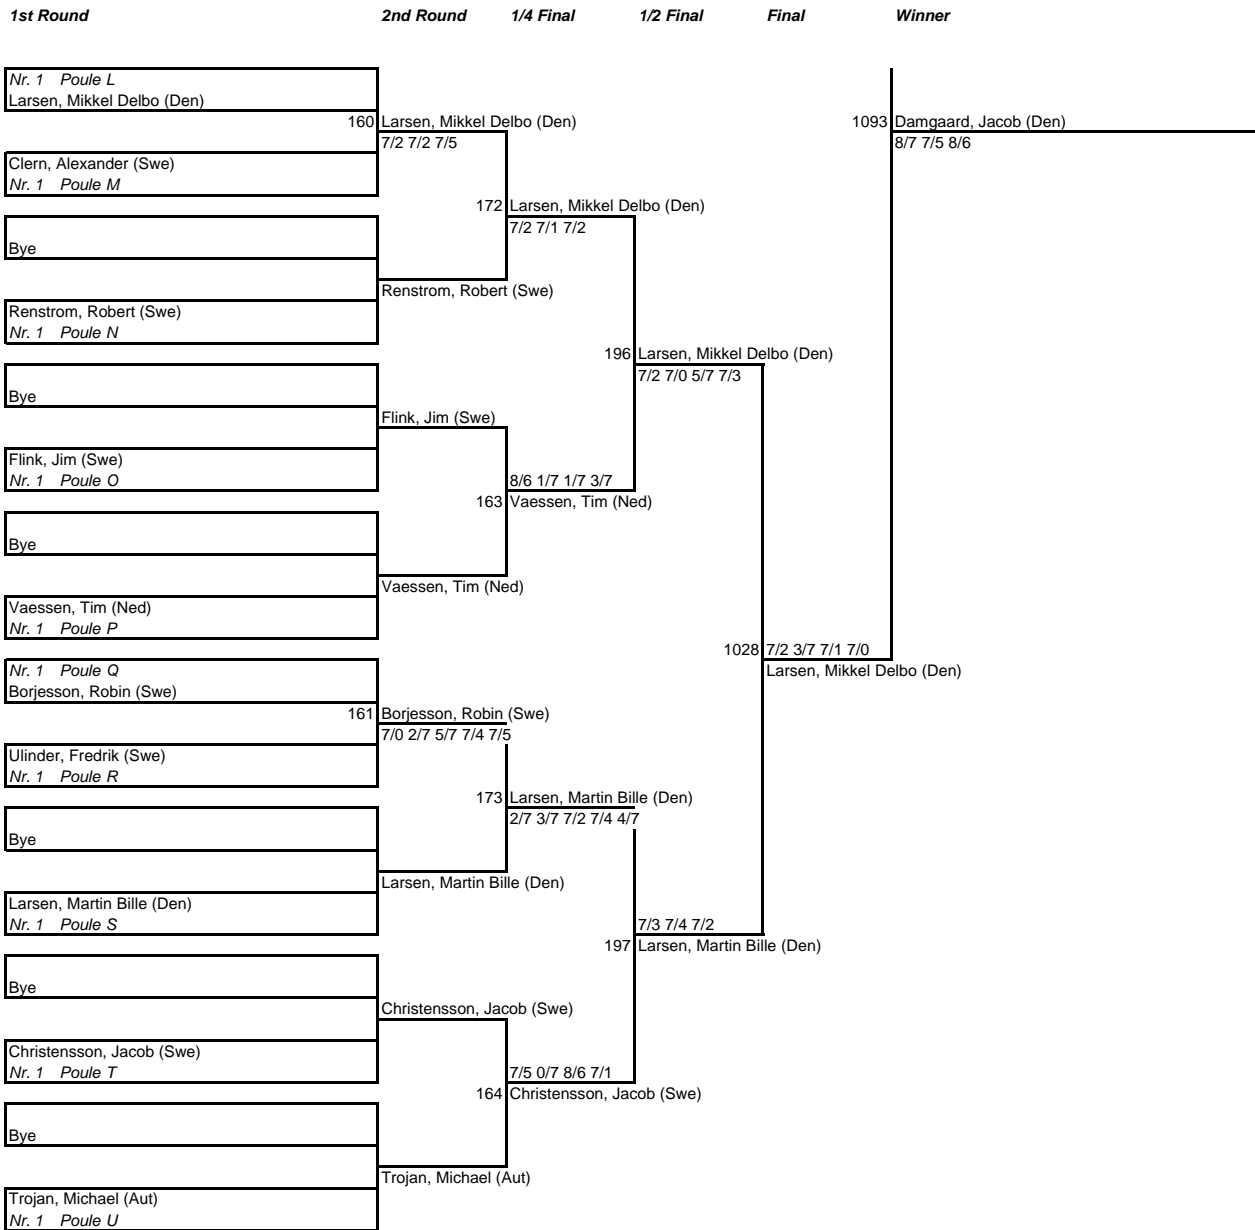 1st Round 2nd Round 1/4 Final 1/2 Final Final Winner
Nr. 1 Poule L
Larsen, Mikkel Delbo (Den)
160 Larsen, Mikkel Delbo (Den) 1093 Damgaard, Jacob (Den)
7/2 7/2 7/5 8/7 7/5 8/6
Clern, Alexander (Swe)
Nr. 1 Poule M
172 Larsen, Mikkel Delbo (Den)
7/2 7/1 7/2
Bye
Renstrom, Robert (Swe)
Renstrom, Robert (Swe)
Nr. 1 Poule N
196 Larsen, Mikkel Delbo (Den)
7/2 7/0 5/7 7/3
Bye
Flink, Jim (Swe)
Flink, Jim (Swe)
Nr. 1 Poule O 8/6 1/7 1/7 3/7
163 Vaessen, Tim (Ned)
Bye
Vaessen, Tim (Ned)
Vaessen, Tim (Ned)
Nr. 1 Poule P
1028 7/2 3/7 7/1 7/0
Nr. 1 Poule Q Larsen, Mikkel Delbo (Den)
Borjesson, Robin (Swe)
161 Borjesson, Robin (Swe)
7/0 2/7 5/7 7/4 7/5
Ulinder, Fredrik (Swe)
Nr. 1 Poule R
173 Larsen, Martin Bille (Den)
2/7 3/7 7/2 7/4 4/7
Bye
Larsen, Martin Bille (Den)
Larsen, Martin Bille (Den)
Nr. 1 Poule S 7/3 7/4 7/2
197 Larsen, Martin Bille (Den)
Bye
Christensson, Jacob (Swe)
Christensson, Jacob (Swe)
Nr. 1 Poule T 7/5 0/7 8/6 7/1
164 Christensson, Jacob (Swe)
Bye
Trojan, Michael (Aut)
Trojan, Michael (Aut)
Nr. 1 Poule U